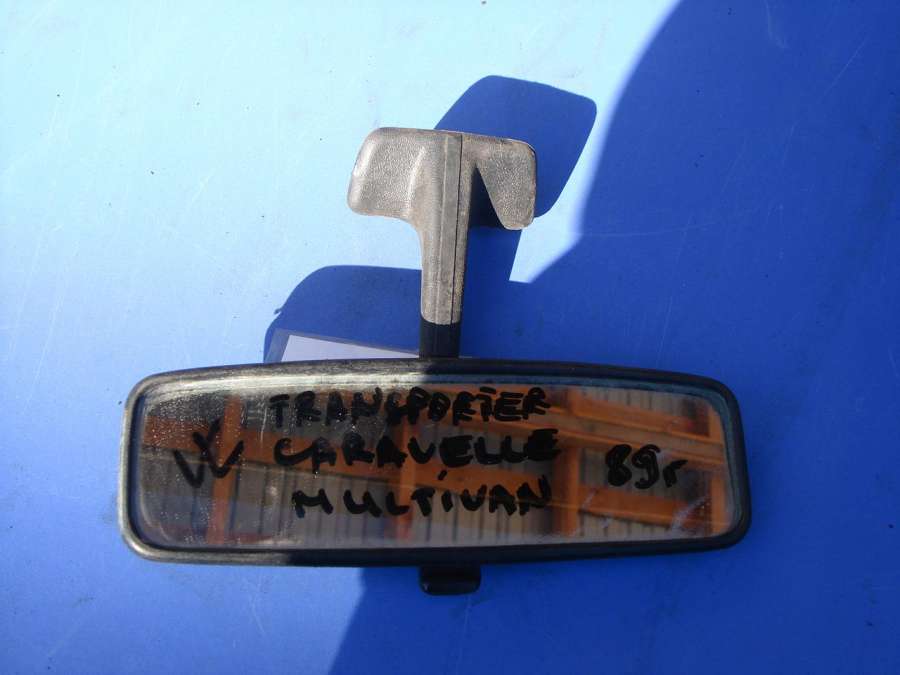 TRANSPORTER
VW CARAVELLE 89r
MULTIVAN